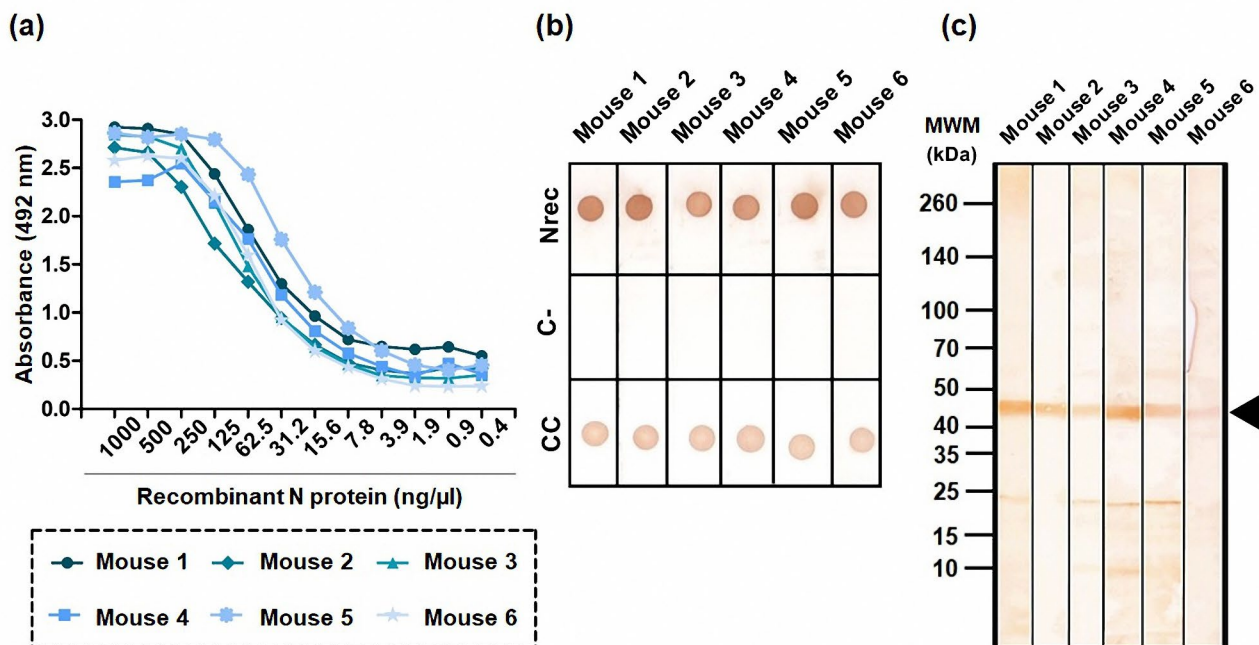 (a)
Absorbance (492 nm)
3.0
2.5
2.0
1.5
1.0
0.5
0.0
1000
500
250
125
62.5
31.2
15.6
7.8
3.9
1.9
0.9
0.4
Recombinant N protein (ng/µl)
Mouse 1
Mouse 2
Mouse 3
Mouse 4
Mouse 5
Mouse 6
(b)
Mouse 1
Mouse 2
Mouse 3
Mouse 4
Mouse 5
Mouse 6
Nrec
C-
CC
(c)
Mouse 1
Mouse 2
Mouse 3
Mouse 4
Mouse 5
Mouse 6
MWM
(kDa)
260
140
100
70
50
40
35
25
15
10